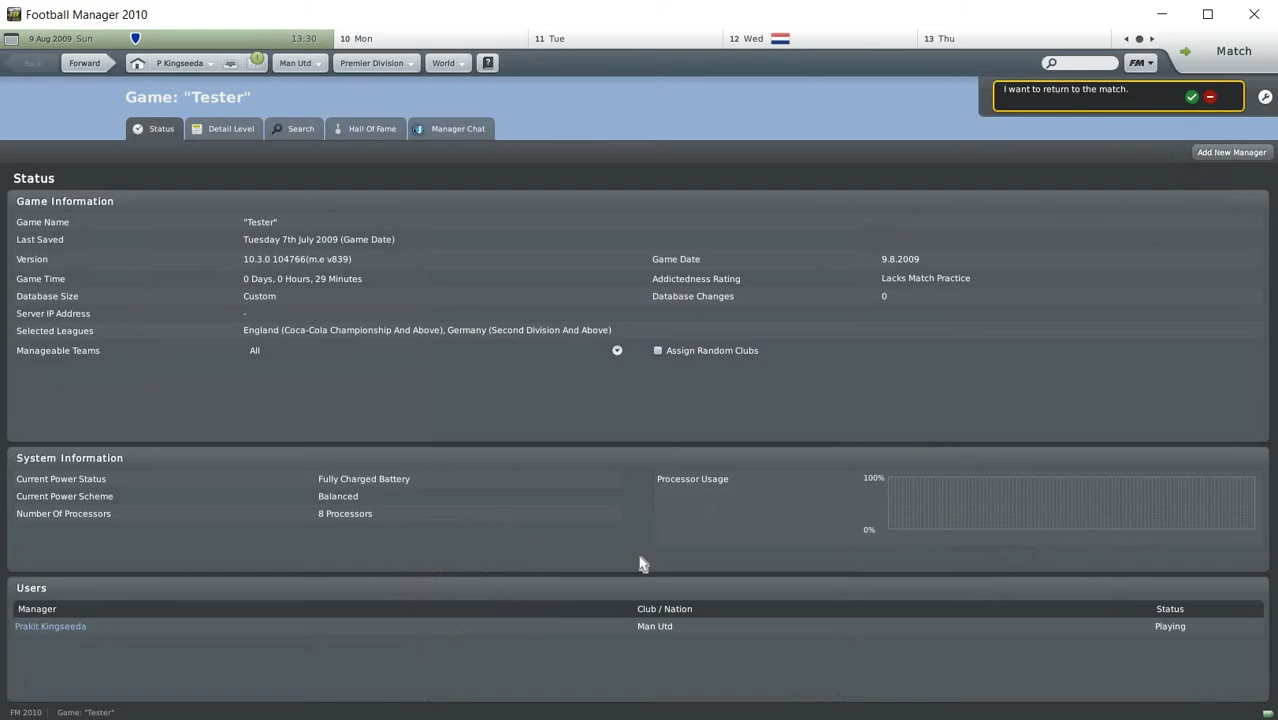 Football Manager 2010
9 Aug 2009 Sun 13:30 10 Mon 11 Tue 12 Wed 13 Thu
Back Forward P Kingseeda 1 Man Utd Premier Division World ? FM Match
I want to return to the match.
Game: "Tester"
Status Detail Level Search Hall Of Fame Manager Chat
Add New Manager
Status
Game Information
Game Name "Tester"
Last Saved Tuesday 7th July 2009 (Game Date)
Version 10.3.0 104766(m.e v839) Game Date 9.8.2009
Game Time 0 Days, 0 Hours, 29 Minutes Addictedness Rating Lacks Match Practice
Database Size Custom Database Changes 0
Server IP Address -
Selected Leagues England (Coca-Cola Championship And Above), Germany (Second Division And Above)
Manageable Teams All Assign Random Clubs
System Information
Current Power Status Fully Charged Battery Processor Usage 100%
Current Power Scheme Balanced
Number Of Processors 8 Processors
0%
Users
Manager Club / Nation Status
Prakit Kingseeda Man Utd Playing
FM 2010 Game: "Tester"